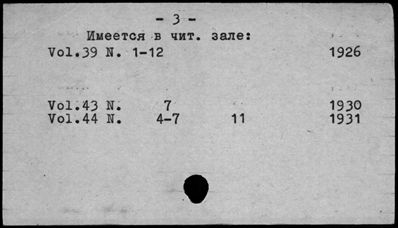 - 3 -
Имеется в чит. зале:
Vol.39 N. 1-12 1926
Vol.43 N. 7 1930
Vol.44 N. 4-7 11 1931